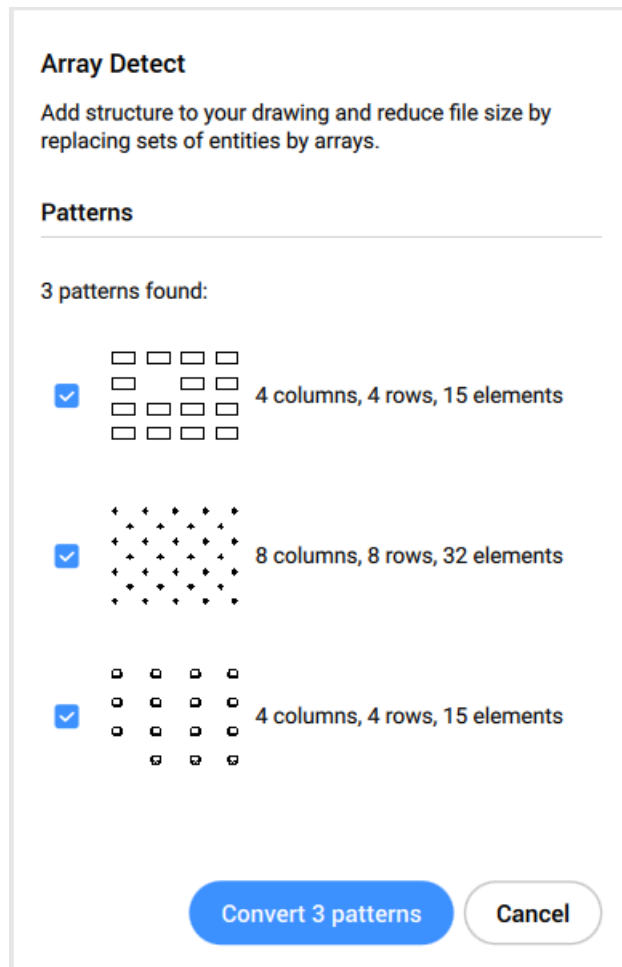 Array Detect
Add structure to your drawing and reduce file size by
replacing sets of entities by arrays.
Patterns
3 patterns found:
4 columns, 4 rows, 15 elements
8 columns, 8 rows, 32 elements
4 columns, 4 rows, 15 elements
Convert 3 patterns
Cancel